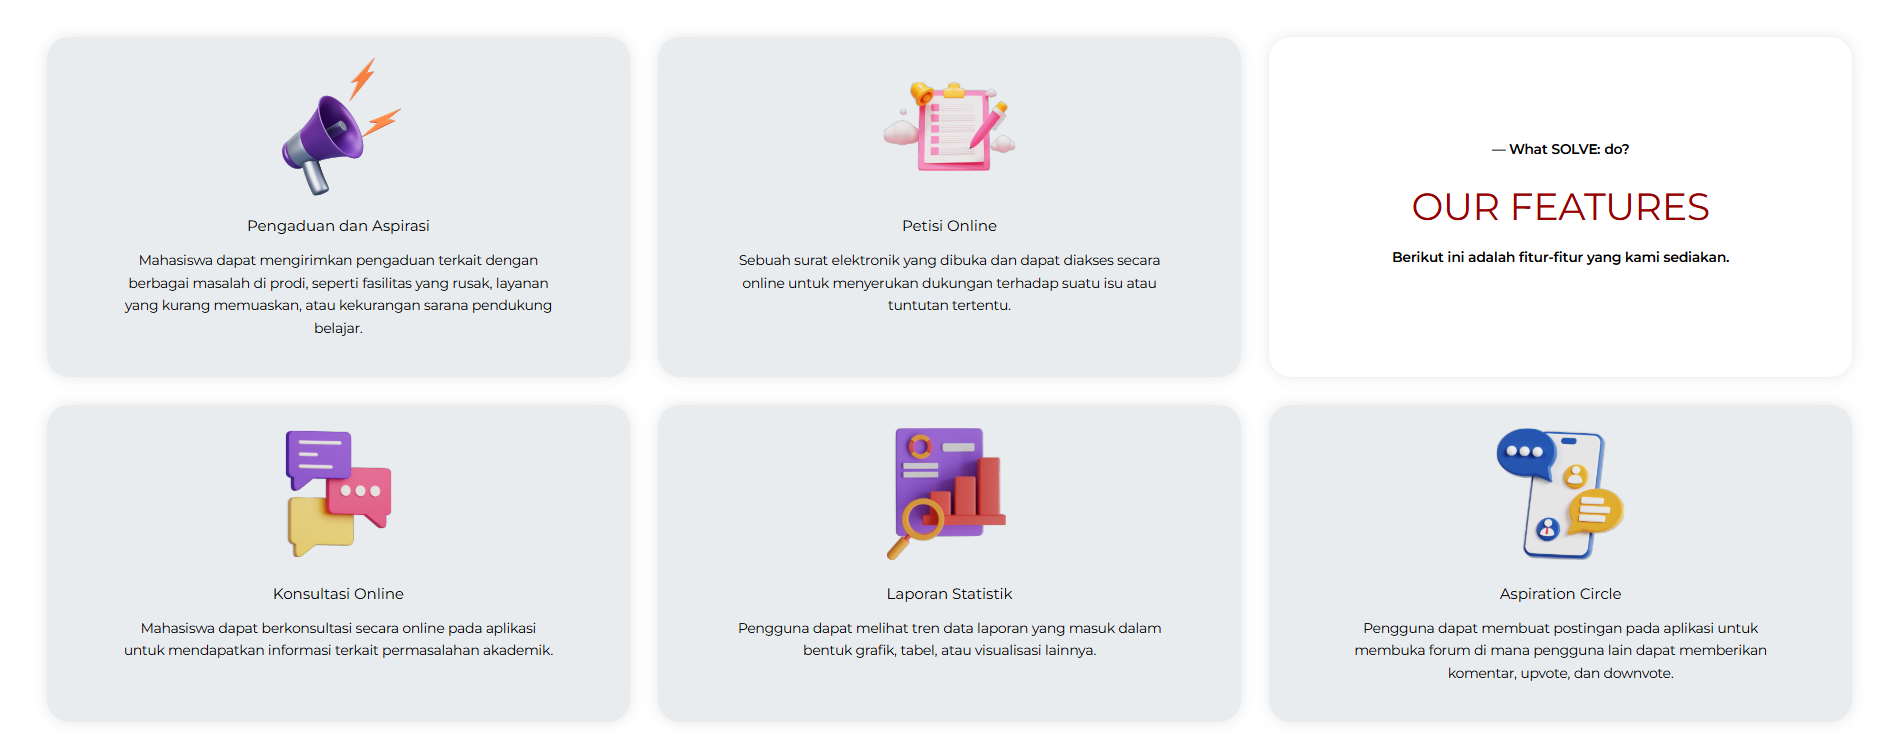 Pengaduan dan Aspirasi
Mahasiswa dapat mengirimkan pengaduan terkait dengan
berbagai masalah di prodi, seperti fasilitas yang rusak, layanan
yang kurang memuaskan, atau kekurangan sarana pendukung
belajar.
Petisi Online
Sebuah surat elektronik yang dibuka dan dapat diakses secara
online untuk menyerukan dukungan terhadap suatu isu atau
tuntutan tertentu.
— What SOLVE: do?
OUR FEATURES
Berikut ini adalah fitur-fitur yang kami sediakan.
Konsultasi Online
Mahasiswa dapat berkonsultasi secara online pada aplikasi
untuk mendapatkan informasi terkait permasalahan akademik.
Laporan Statistik
Pengguna dapat melihat tren data laporan yang masuk dalam
bentuk grafik, tabel, atau visualisasi lainnya.
Aspiration Circle
Pengguna dapat membuat postingan pada aplikasi untuk
membuka forum di mana pengguna lain dapat memberikan
komentar, upvote, dan downvote.